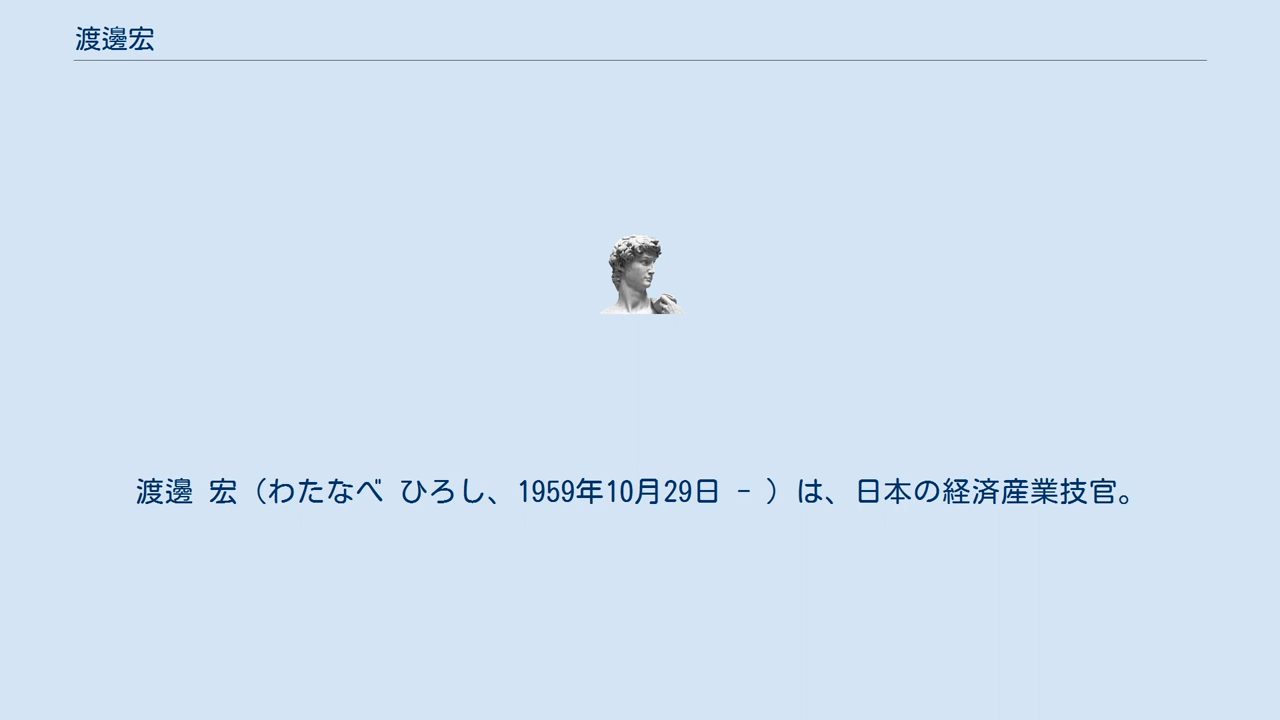 渡邊宏
渡邊 宏（わたなべ ひろし、1959年10月29日 - ）は、日本の経済産業技官。